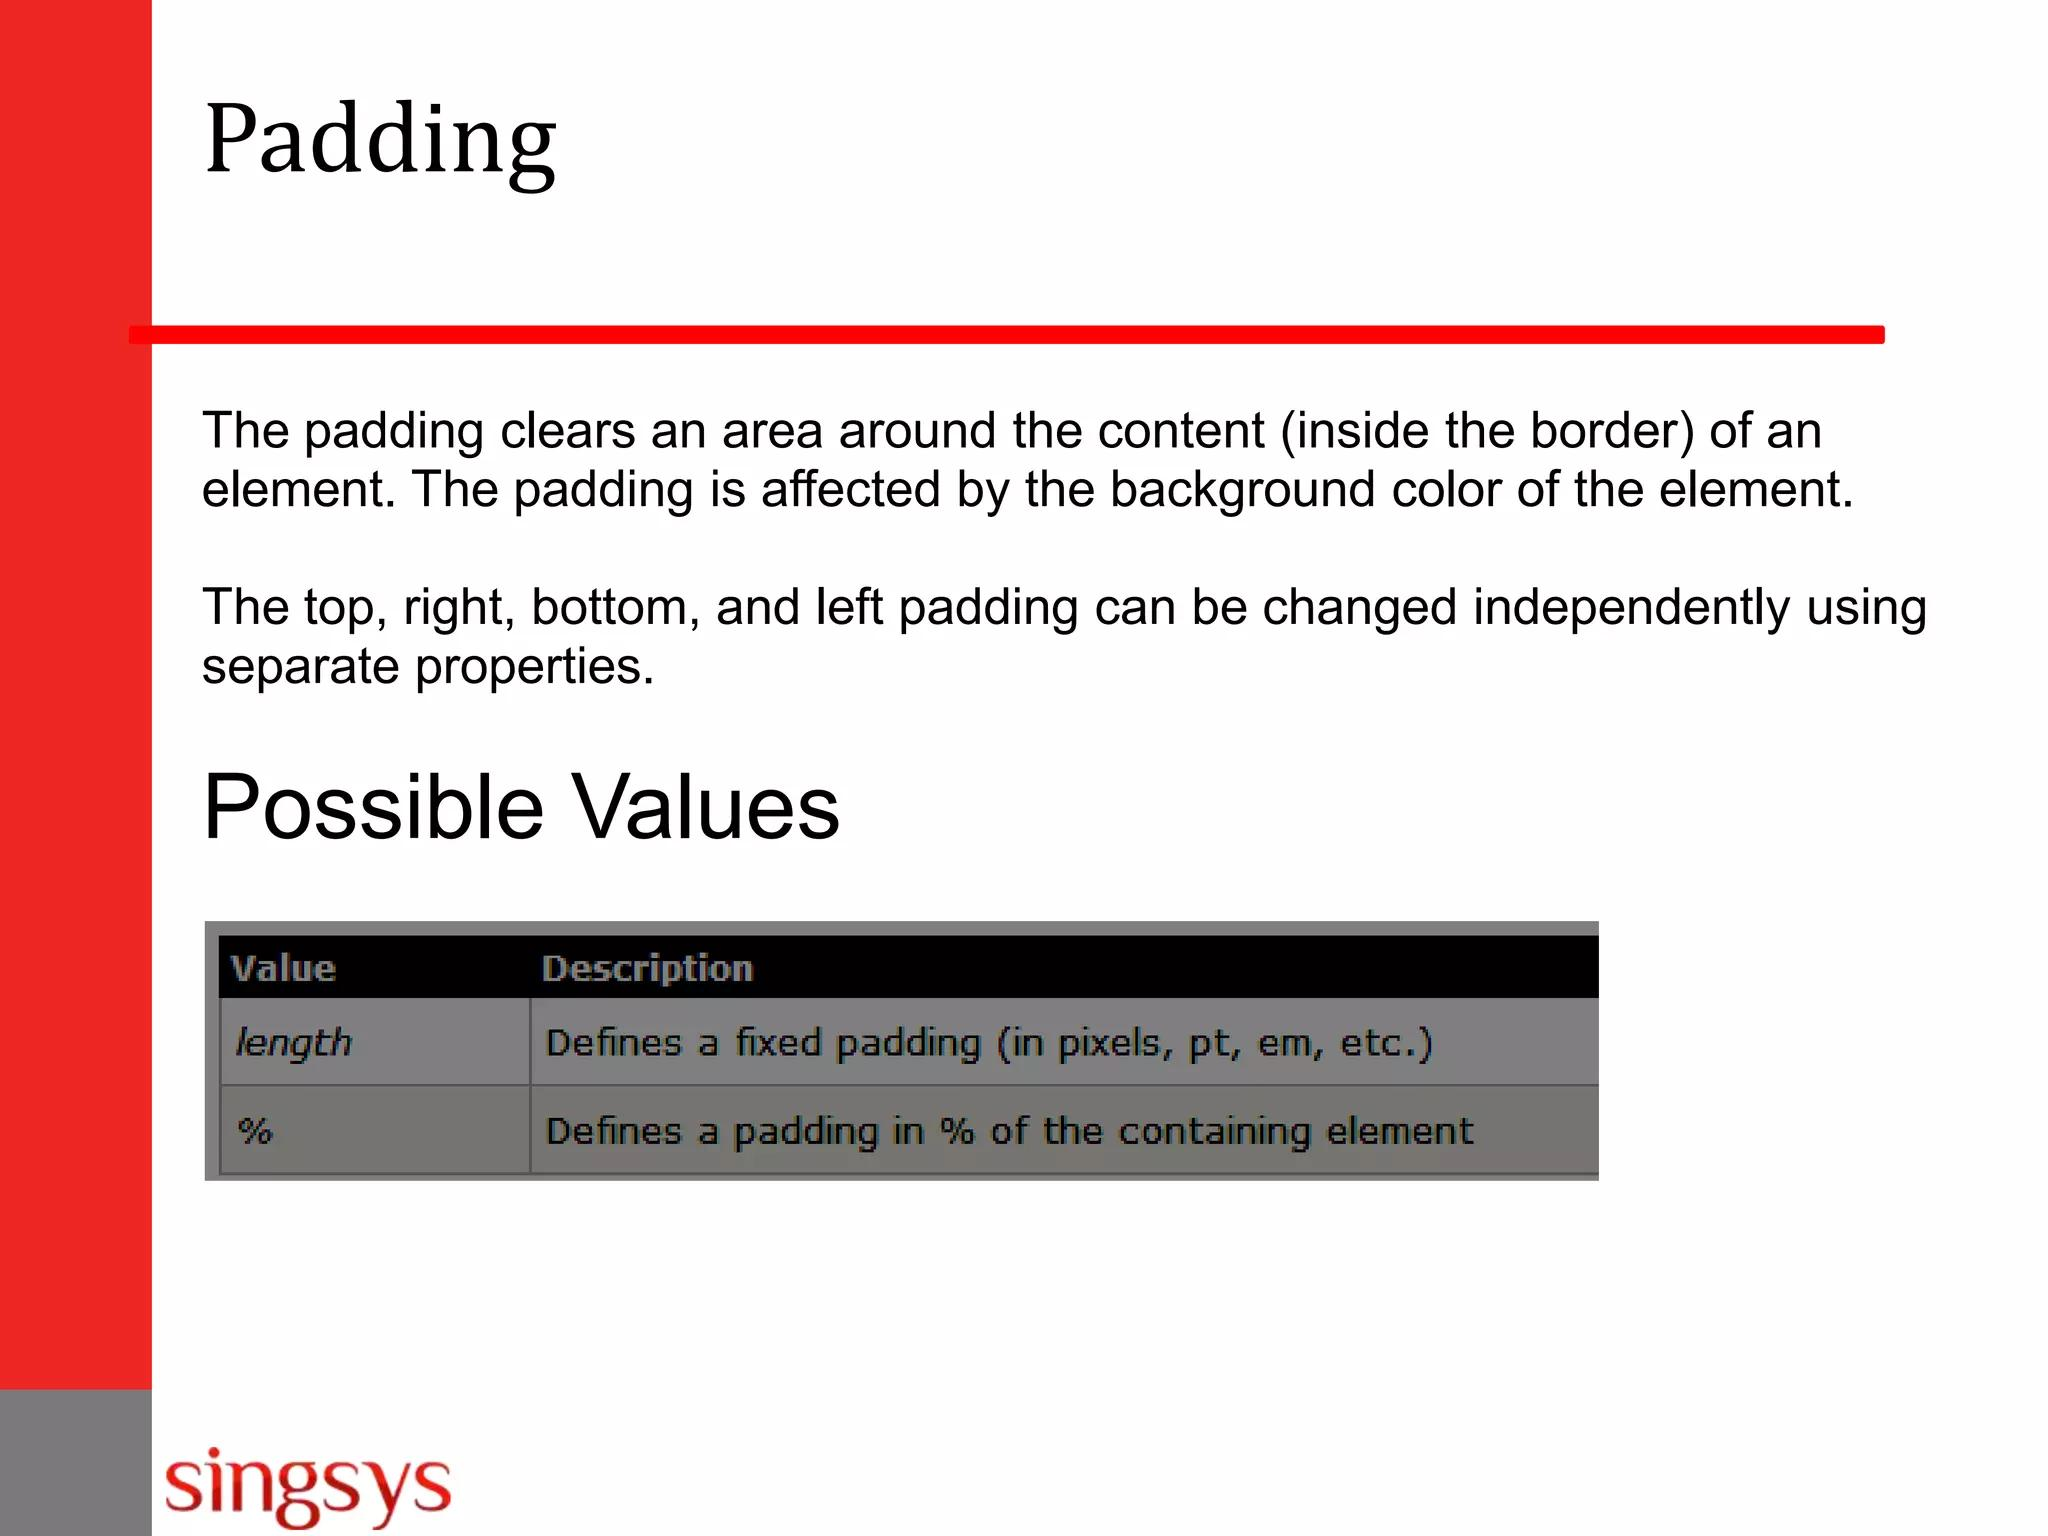 Padding
The padding clears an area around the content (inside the border) of an
element. The padding is affected by the background color of the element.
The top, right, bottom, and left padding can be changed independently using
separate properties.
Possible Values
Value Description
length Defines a fixed padding (in pixels, pt, em, etc.)
% Defines a padding in % of the containing element
singsys